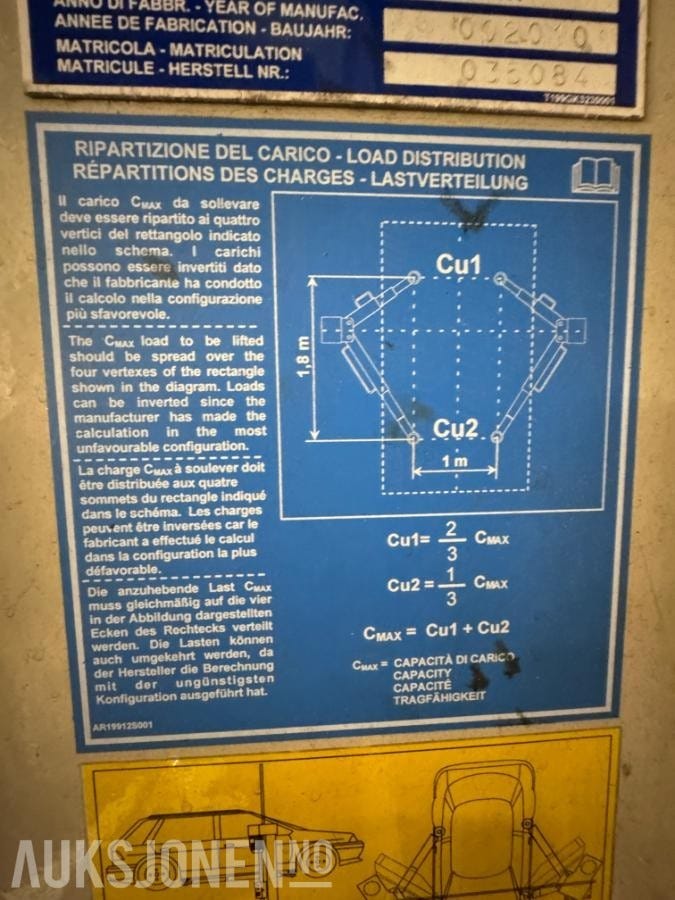 ANNO DI FABBR. - YEAR OF MANUFAC.
ANNEE DE FABRICATION - BAUJAHR:
002010
MATRICOLA - MATRICULATION
MATRICULE - HERSTELL NR.:
036084
RIPARTIZIONE DEL CARICO - LOAD DISTRIBUTION
RÉPARTITIONS DES CHARGES - LASTVERTEILUNG
Il carico CMAX da sollevare
deve essere ripartito ai quattro
vertici del rettangolo indicato
nello schema. I carichi
possono essere invertiti dato
che il fabbricante ha condotto
il calcolo nella configurazione
più sfavorevole.
The CMAX load to be lifted
should be spread over the
four vertexes of the rectangle
shown in the diagram. Loads
can be inverted since the
manufacturer has made the
calculation in the most
unfavourable configuration.
La charge CMAX à soulever doit
être distribuée aux quatre
sommets du rectangle indiqué
dans le schéma. Les charges
peuvent être inversées car le
fabricant a effectué le calcul
dans la configuration la plus
défavorable.
Die anzuhebende Last CMAX
muss gleichmäßig auf die vier
in der Abbildung dargestellten
Ecken des Rechtecks verteilt
werden. Die Lasten können
auch umgekehrt werden, da
der Hersteller die Berechnung
mit der ungünstigsten
Konfiguration ausgeführt hat.
AR19912S001
Cu1
1,8 m
Cu2
1 m
Cu1= 2/3 CMAX
Cu2 = 1/3 CMAX
CMAX = Cu1 + Cu2
CMAX = CAPACITÀ DI CARICO
CAPACITY
CAPACITÉ
TRAGFÄHIGKEIT
AUKSJONEN.NO